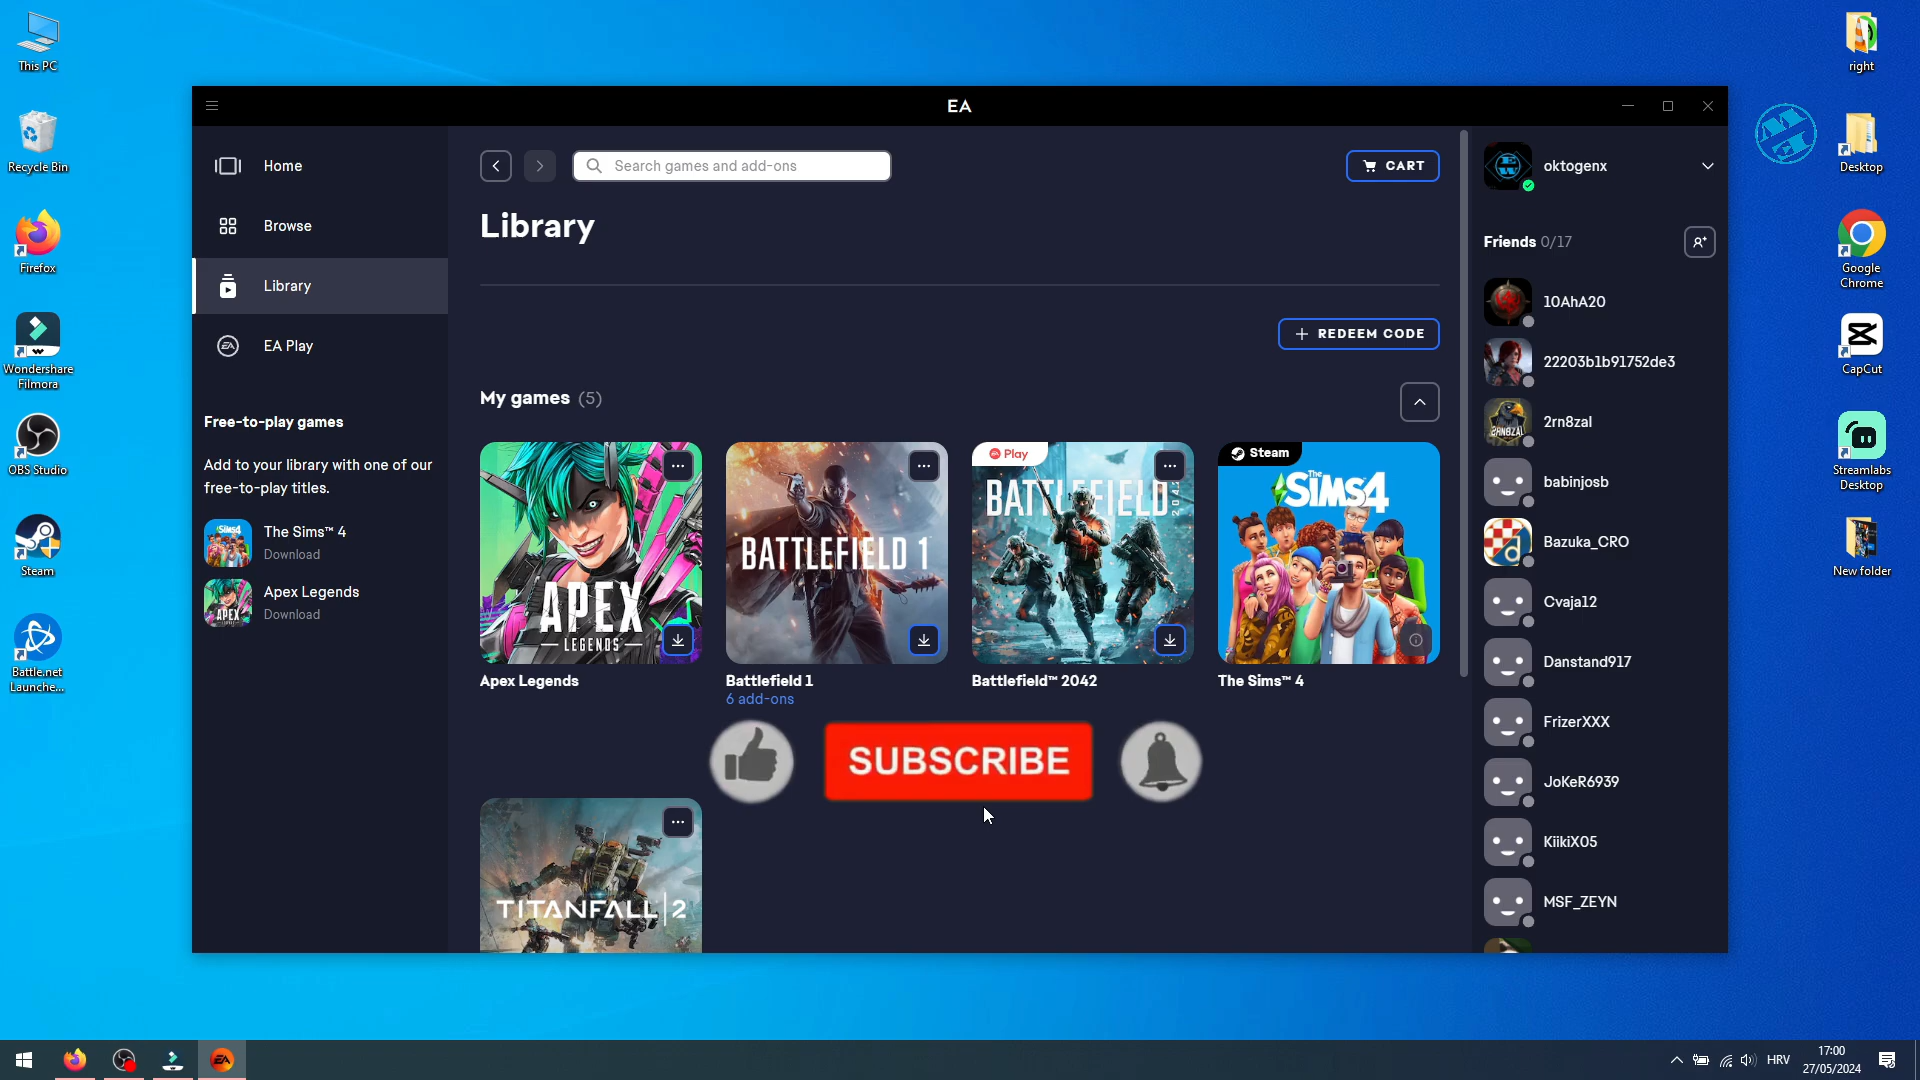 This PC
Recycle Bin
Firefox
Wondershare
Filmora
OBS Studio
Steam
Battle.net
Launche...
EA
Home
Browse
Library
EA Play
Free-to-play games
Add to your library with one of our
free-to-play titles.
The Sims™ 4
Download
Apex Legends
Download
Search games and add-ons
CART
Library
REDEEM CODE
My games (5)
APEX
LEGENDS
Apex Legends
BATTLEFIELD 1
Battlefield 1
6 add-ons
Play
BATTLEFIELD 2042
Battlefield™ 2042
Steam
The SIMS4
The Sims™ 4
SUBSCRIBE
TITANFALL 2
oktogenx
Friends 0/17
10AhA20
22203b1b91752de3
2rn8zal
babinjosb
Bazuka_CRO
Cvaja12
Danstand917
FrizerXXX
JoKeR6939
KiikiX05
MSF_ZEYN
right
Desktop
Google
Chrome
CapCut
Streamlabs
Desktop
New folder
HRV
17:00
27/05/2024